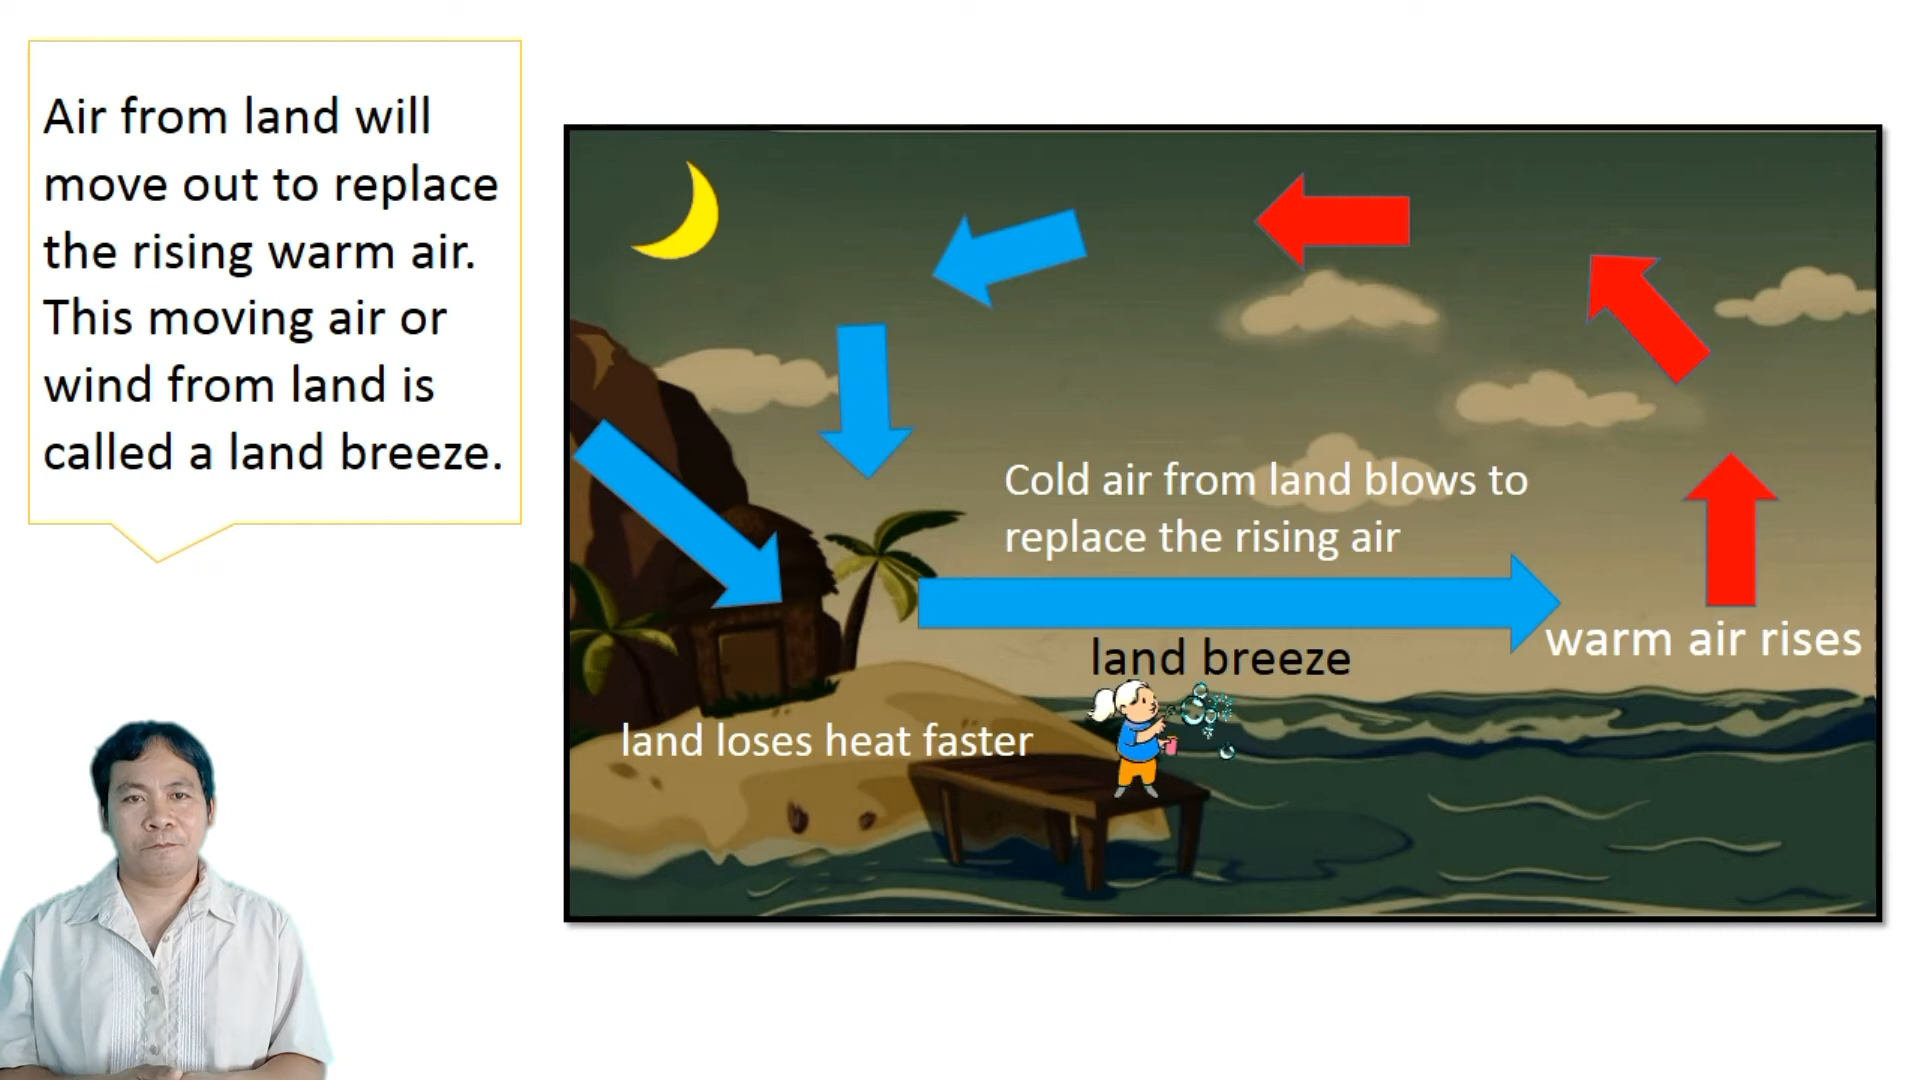 Air from land will
move out to replace
the rising warm air.
This moving air or
wind from land is
called a land breeze.
Cold air from land blows to
replace the rising air
land breeze
warm air rises
land loses heat faster